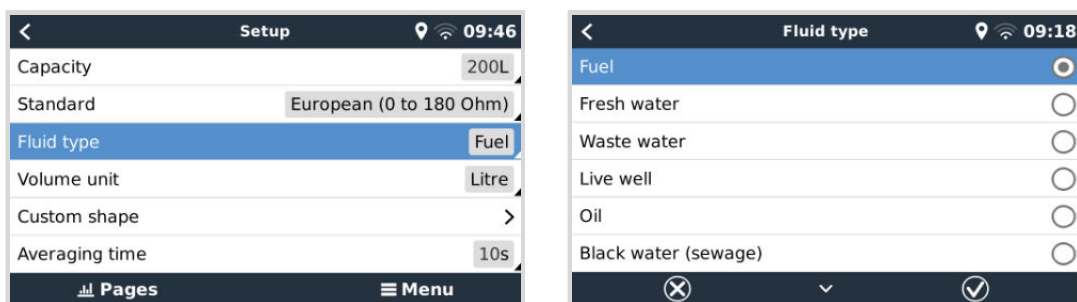 Setup 09:46
Capacity 200L
Standard European (0 to 180 Ohm)
Fluid type Fuel
Volume unit Litre
Custom shape
Averaging time 10s
Pages Menu
Fluid type 09:18
Fuel
Fresh water
Waste water
Live well
Oil
Black water (sewage)